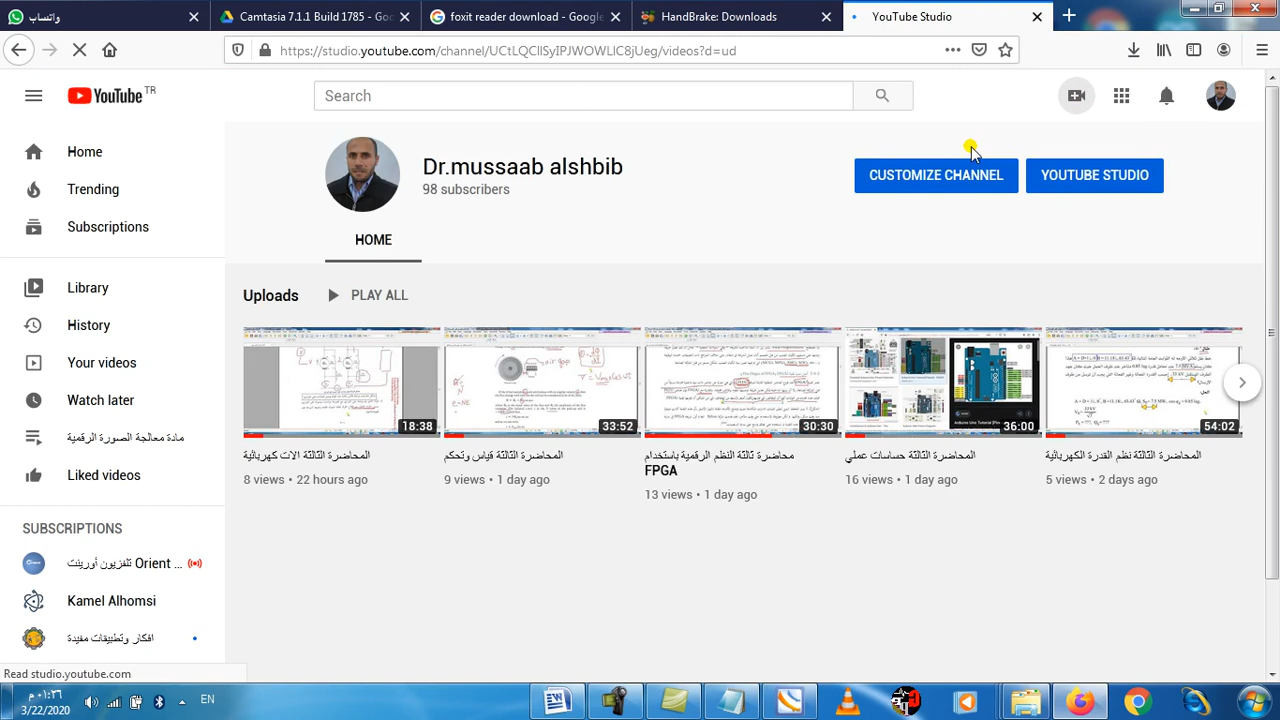 واتساب
Camtasia 7.1.1 Build 1785 - Goo
foxit reader download - Google
HandBrake: Downloads
YouTube Studio
https://studio.youtube.com/channel/UCtLQCIlSyIPJWOWLlC8jUeg/videos?d=ud
YouTube TR
Search
Home
Trending
Subscriptions
Library
History
Your videos
Watch later
مادة معالجة الصورة الرقمية
Liked videos
SUBSCRIPTIONS
تلفزيون أورينت Orient ...
Kamel Alhomsi
افكار وتطبيقات مفيدة
Dr.mussaab alshbib
98 subscribers
CUSTOMIZE CHANNEL
YOUTUBE STUDIO
HOME
Uploads
PLAY ALL
18:38
33:52
30:30
36:00
54:02
المحاضرة الثالثة الات كهربائية
8 views • 22 hours ago
المحاضرة الثالثة قياس وتحكم
9 views • 1 day ago
محاضرة ثالثة النظم الرقمية باستخدام
FPGA
13 views • 1 day ago
المحاضرة الثالثة حساسات عملي
16 views • 1 day ago
المحاضرة الثالثة نظم القدرة الكهربائية
5 views • 2 days ago
Read studio.youtube.com
٠١:٢٦ م
3/22/2020
EN